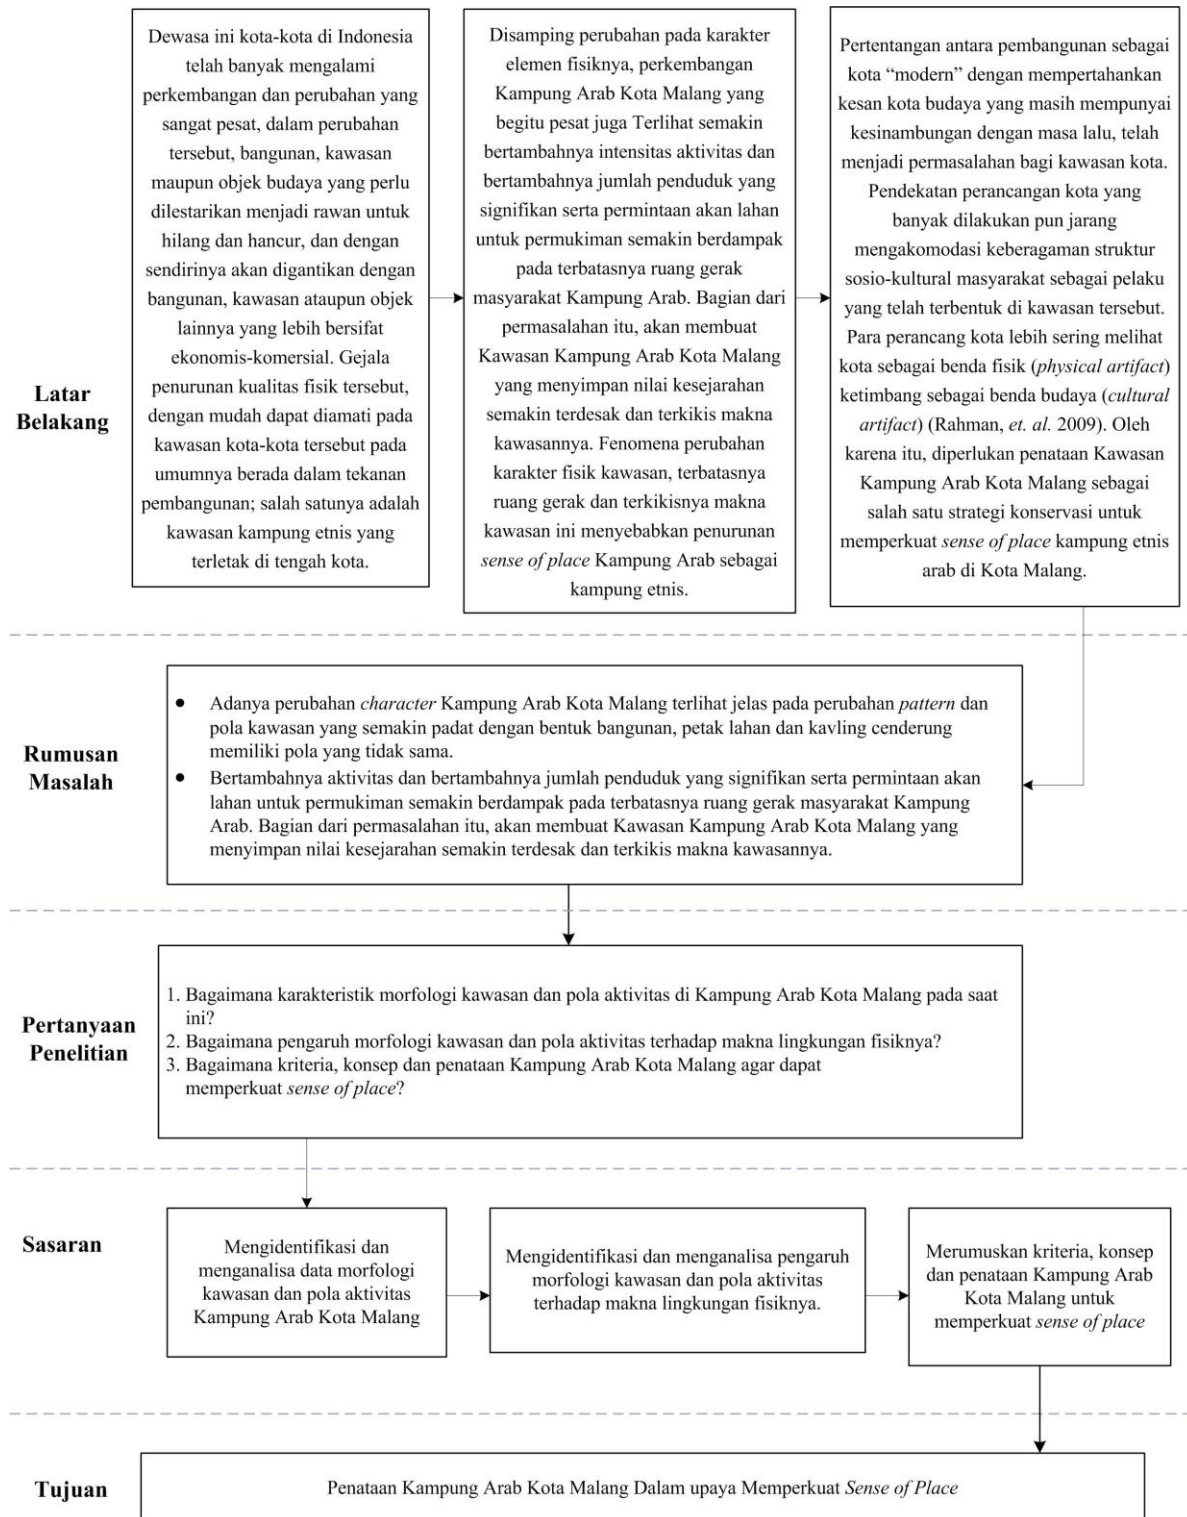 Latar
Belakang
Dewasa ini kota-kota di Indonesia
telah banyak mengalami
perkembangan dan perubahan yang
sangat pesat, dalam perubahan
tersebut, bangunan, kawasan
maupun objek budaya yang perlu
dilestarikan menjadi rawan untuk
hilang dan hancur, dan dengan
sendirinya akan digantikan dengan
bangunan, kawasan ataupun objek
lainnya yang lebih bersifat
ekonomis-komersial. Gejala
penurunan kualitas fisik tersebut,
dengan mudah dapat diamati pada
kawasan kota-kota tersebut pada
umumnya berada dalam tekanan
pembangunan; salah satunya adalah
kawasan kampung etnis yang
terletak di tengah kota.
Disamping perubahan pada karakter
elemen fisiknya, perkembangan
Kampung Arab Kota Malang yang
begitu pesat juga Terlihat semakin
bertambahnya intensitas aktivitas dan
bertambahnya jumlah penduduk yang
signifikan serta permintaan akan lahan
untuk permukiman semakin berdampak
pada terbatasnya ruang gerak
masyarakat Kampung Arab. Bagian dari
permasalahan itu, akan membuat
Kawasan Kampung Arab Kota Malang
yang menyimpan nilai kesejarahan
semakin terdesak dan terkikis makna
kawasannya. Fenomena perubahan
karakter fisik kawasan, terbatasnya
ruang gerak dan terkikisnya makna
kawasan ini menyebabkan penurunan
sense of place Kampung Arab sebagai
kampung etnis.
Pertentangan antara pembangunan sebagai
kota “modern” dengan mempertahankan
kesan kota budaya yang masih mempunyai
kesinambungan dengan masa lalu, telah
menjadi permasalahan bagi kawasan kota.
Pendekatan perancangan kota yang
banyak dilakukan pun jarang
mengakomodasi keberagaman struktur
sosio-kultural masyarakat sebagai pelaku
yang telah terbentuk di kawasan tersebut.
Para perancang kota lebih sering melihat
kota sebagai benda fisik (physical artifact)
ketimbang sebagai benda budaya (cultural
artifact) (Rahman, et. al. 2009). Oleh
karena itu, diperlukan penataan Kawasan
Kampung Arab Kota Malang sebagai
salah satu strategi konservasi untuk
memperkuat sense of place kampung etnis
arab di Kota Malang.
Rumusan
Masalah
• Adanya perubahan character Kampung Arab Kota Malang terlihat jelas pada perubahan pattern dan
pola kawasan yang semakin padat dengan bentuk bangunan, petak lahan dan kavling cenderung
memiliki pola yang tidak sama.
• Bertambahnya aktivitas dan bertambahnya jumlah penduduk yang signifikan serta permintaan akan
lahan untuk permukiman semakin berdampak pada terbatasnya ruang gerak masyarakat Kampung
Arab. Bagian dari permasalahan itu, akan membuat Kawasan Kampung Arab Kota Malang yang
menyimpan nilai kesejarahan semakin terdesak dan terkikis makna kawasannya.
Pertanyaan
Penelitian
1. Bagaimana karakteristik morfologi kawasan dan pola aktivitas di Kampung Arab Kota Malang pada saat
ini?
2. Bagaimana pengaruh morfologi kawasan dan pola aktivitas terhadap makna lingkungan fisiknya?
3. Bagaimana kriteria, konsep dan penataan Kampung Arab Kota Malang agar dapat
memperkuat sense of place?
Sasaran
Mengidentifikasi dan
menganalisa data morfologi
kawasan dan pola aktivitas
Kampung Arab Kota Malang
Mengidentifikasi dan menganalisa pengaruh
morfologi kawasan dan pola aktivitas
terhadap makna lingkungan fisiknya.
Merumuskan kriteria, konsep
dan penataan Kampung Arab
Kota Malang untuk
memperkuat sense of place
Tujuan
Penataan Kampung Arab Kota Malang Dalam upaya Memperkuat Sense of Place